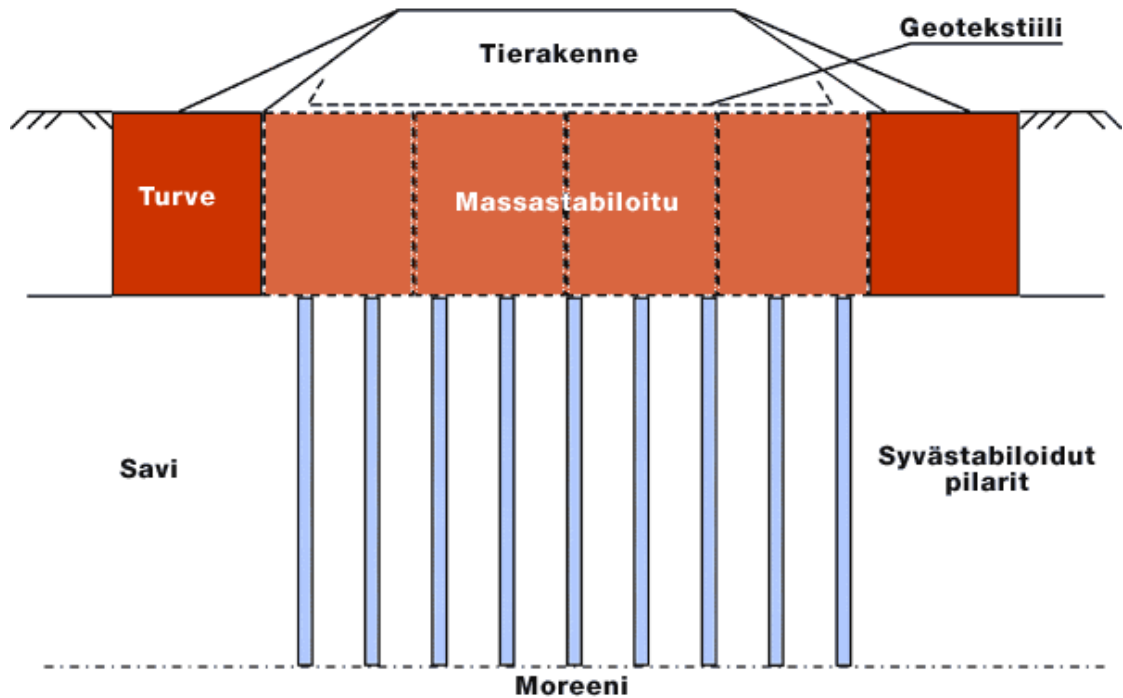 Geotekstiili
Tierakenne
Turve
Massastabiloitu
Savi
Syvästabiloidut
pilarit
Moreeni